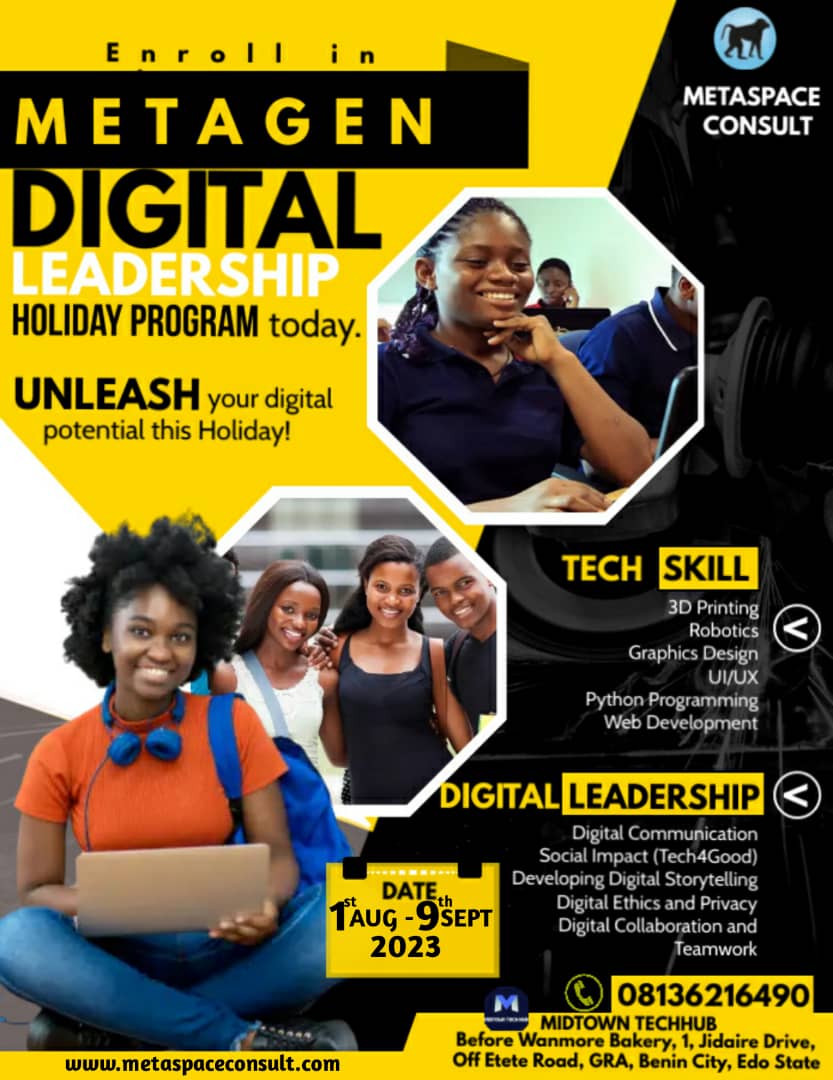 Enroll in
METAGEN
DIGITAL
LEADERSHIP
HOLIDAY PROGRAM today.
UNLEASH your digital
potential this Holiday!
METASPACE
CONSULT
TECH SKILL
3D Printing
Robotics
Graphics Design
UI/UX
Python Programming
Web Development
<
DIGITAL LEADERSHIP
Digital Communication
Social Impact (Tech4Good)
Developing Digital Storytelling
Digital Ethics and Privacy
Digital Collaboration and
Teamwork
<
DATE
1st AUG - 9th SEPT
2023
08136216490
M
MIDTOWN TECH HUB
MIDTOWN TECHHUB
Before Wanmore Bakery, 1, Jidaire Drive,
Off Etete Road, GRA, Benin City, Edo State
www.metaspaceconsult.com